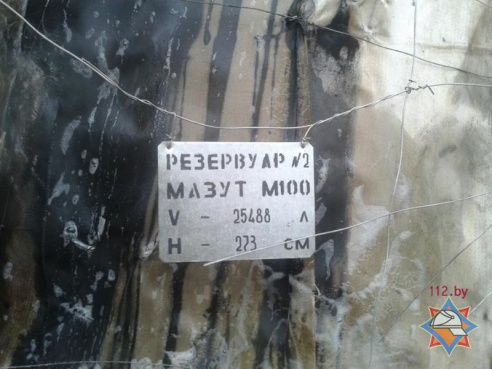 РЕЗЕРВУАР №2
МАЗУТ М100
V - 25488 Л
H - 273 СМ
112.by